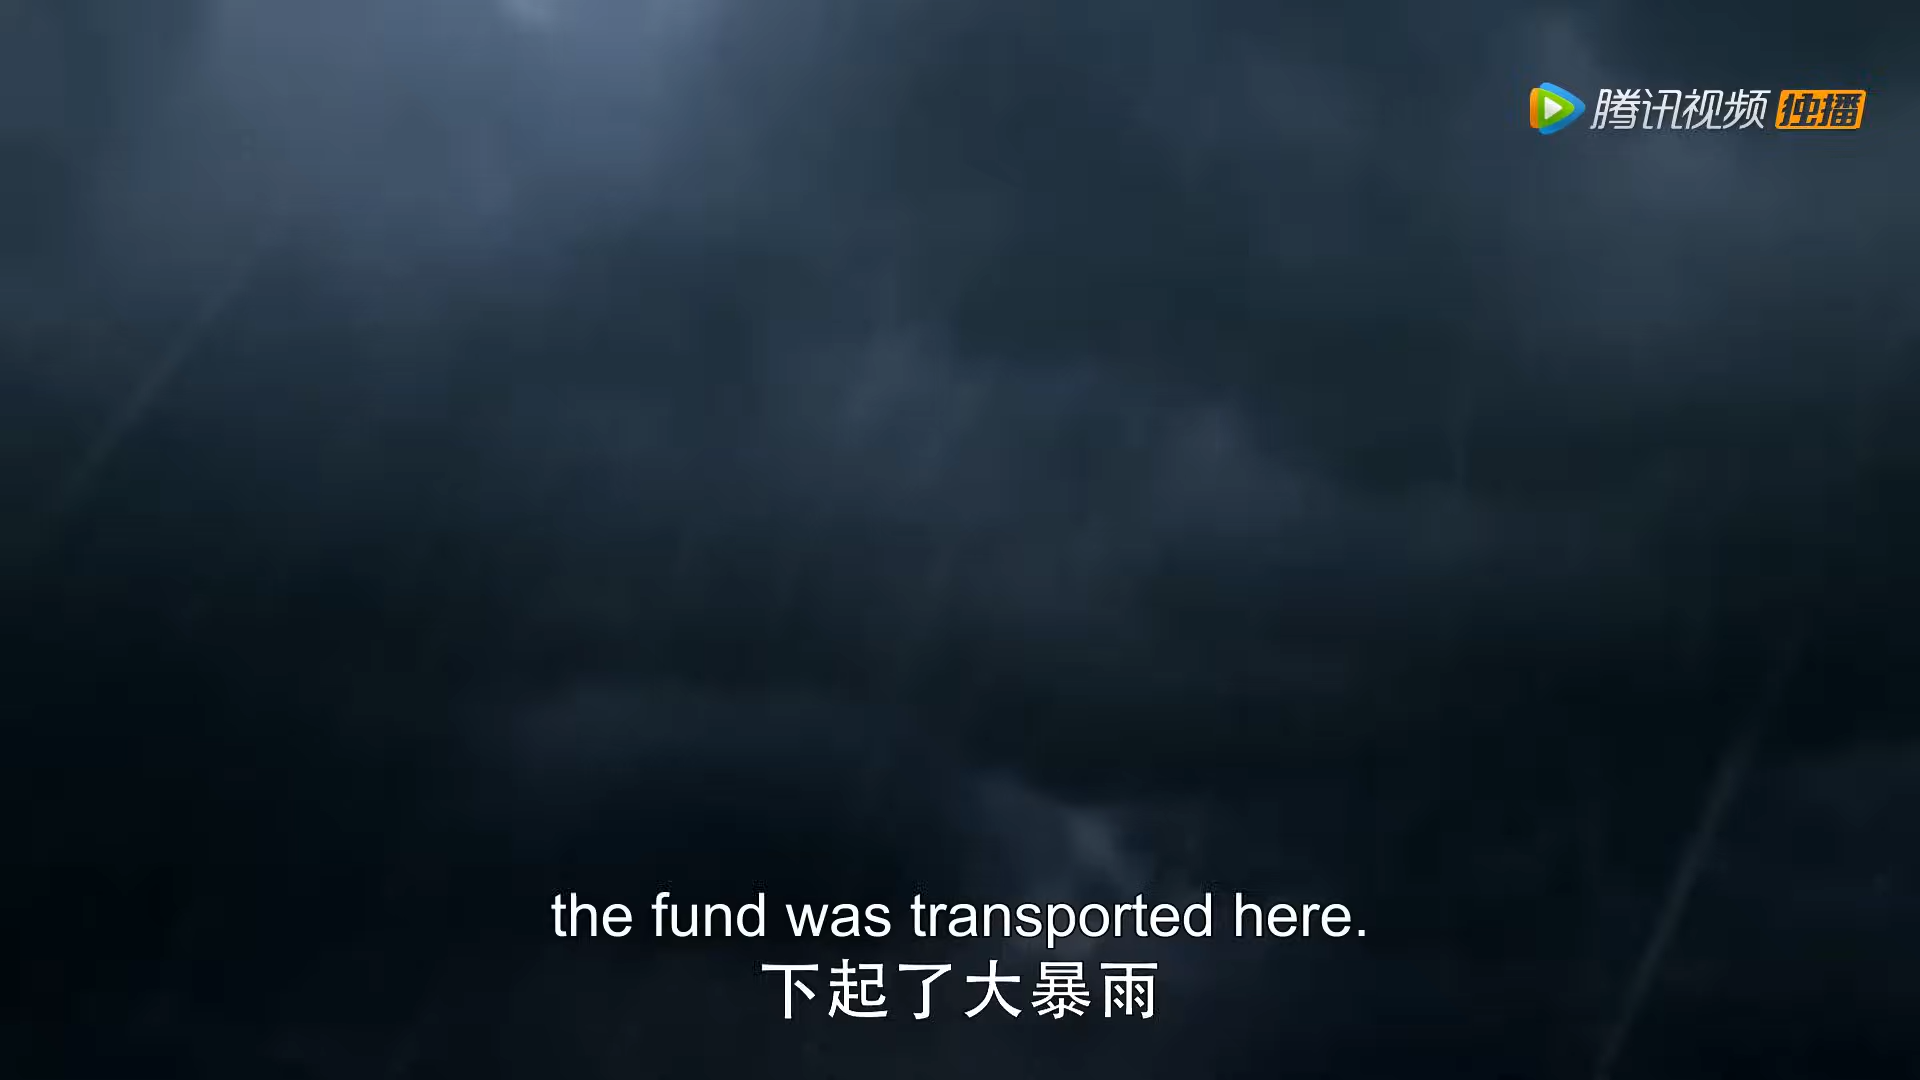 腾讯视频 独播
the fund was transported here.
下起了大暴雨